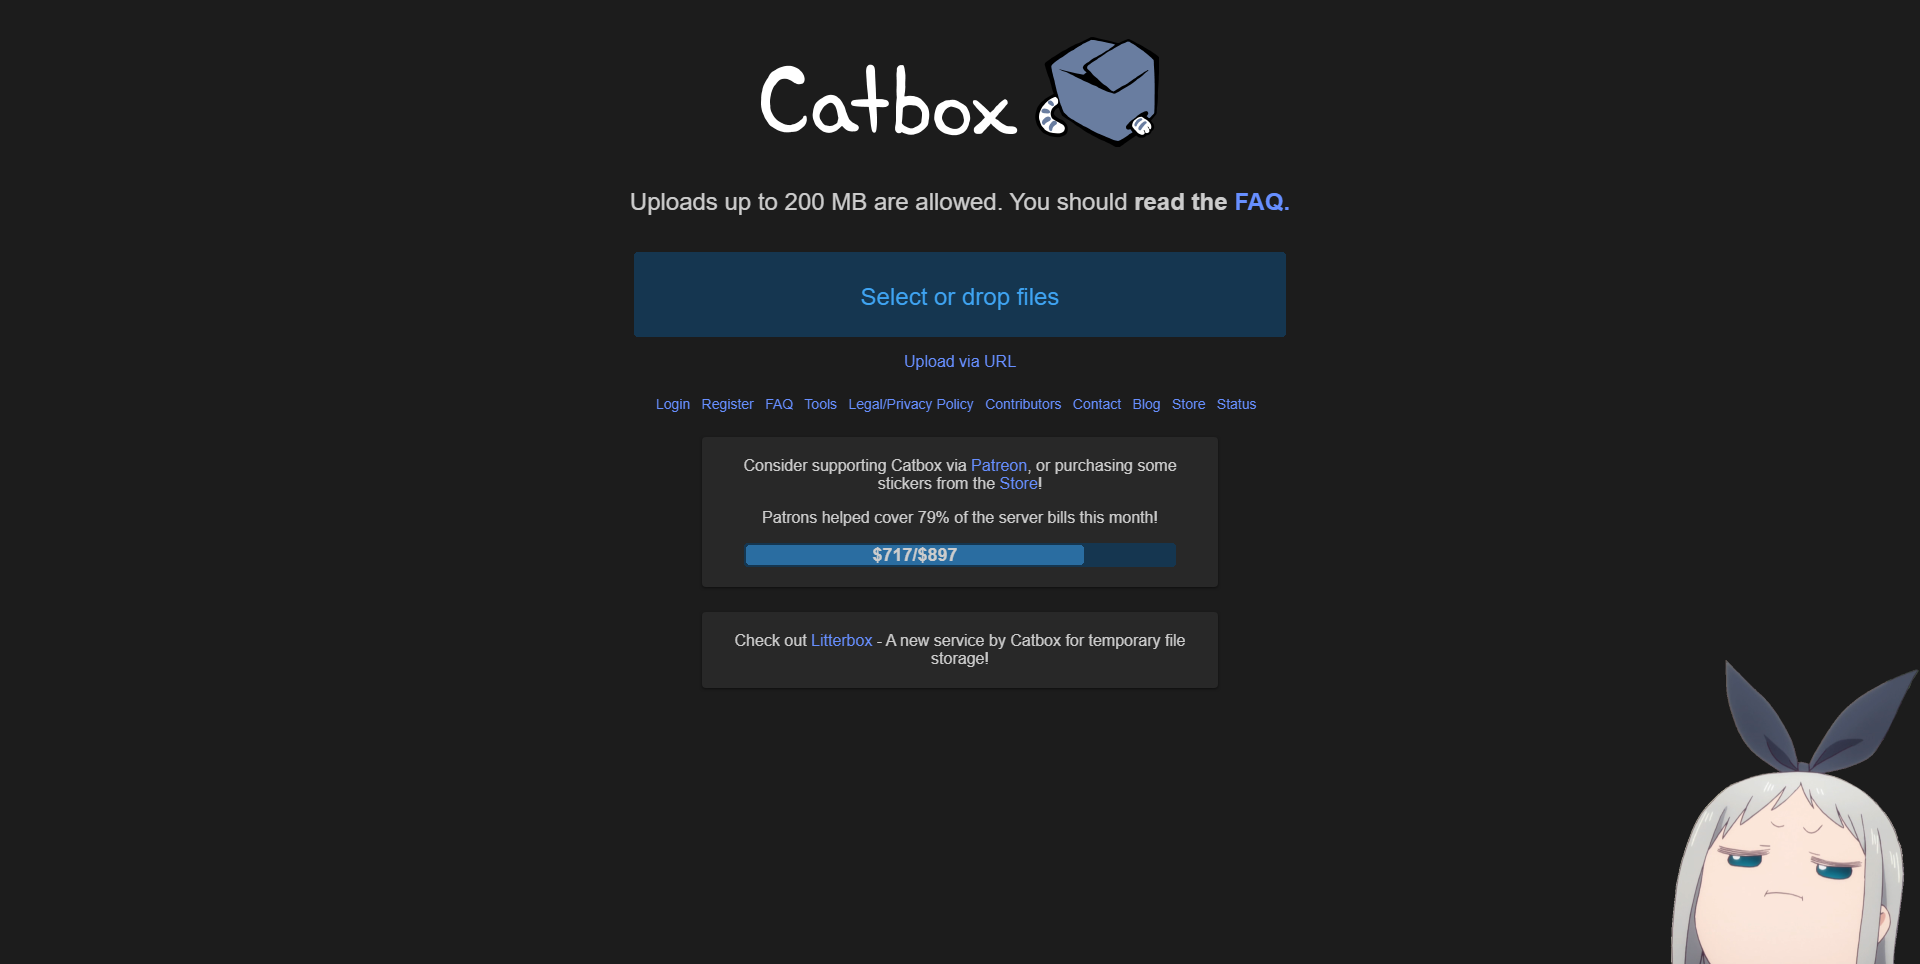 Catbox
Uploads up to 200 MB are allowed. You should read the FAQ.
Select or drop files
Upload via URL
Login Register FAQ Tools Legal/Privacy Policy Contributors Contact Blog Store Status
Consider supporting Catbox via Patreon, or purchasing some
stickers from the Store!
Patrons helped cover 79% of the server bills this month!
$717/$897
Check out Litterbox - A new service by Catbox for temporary file
storage!